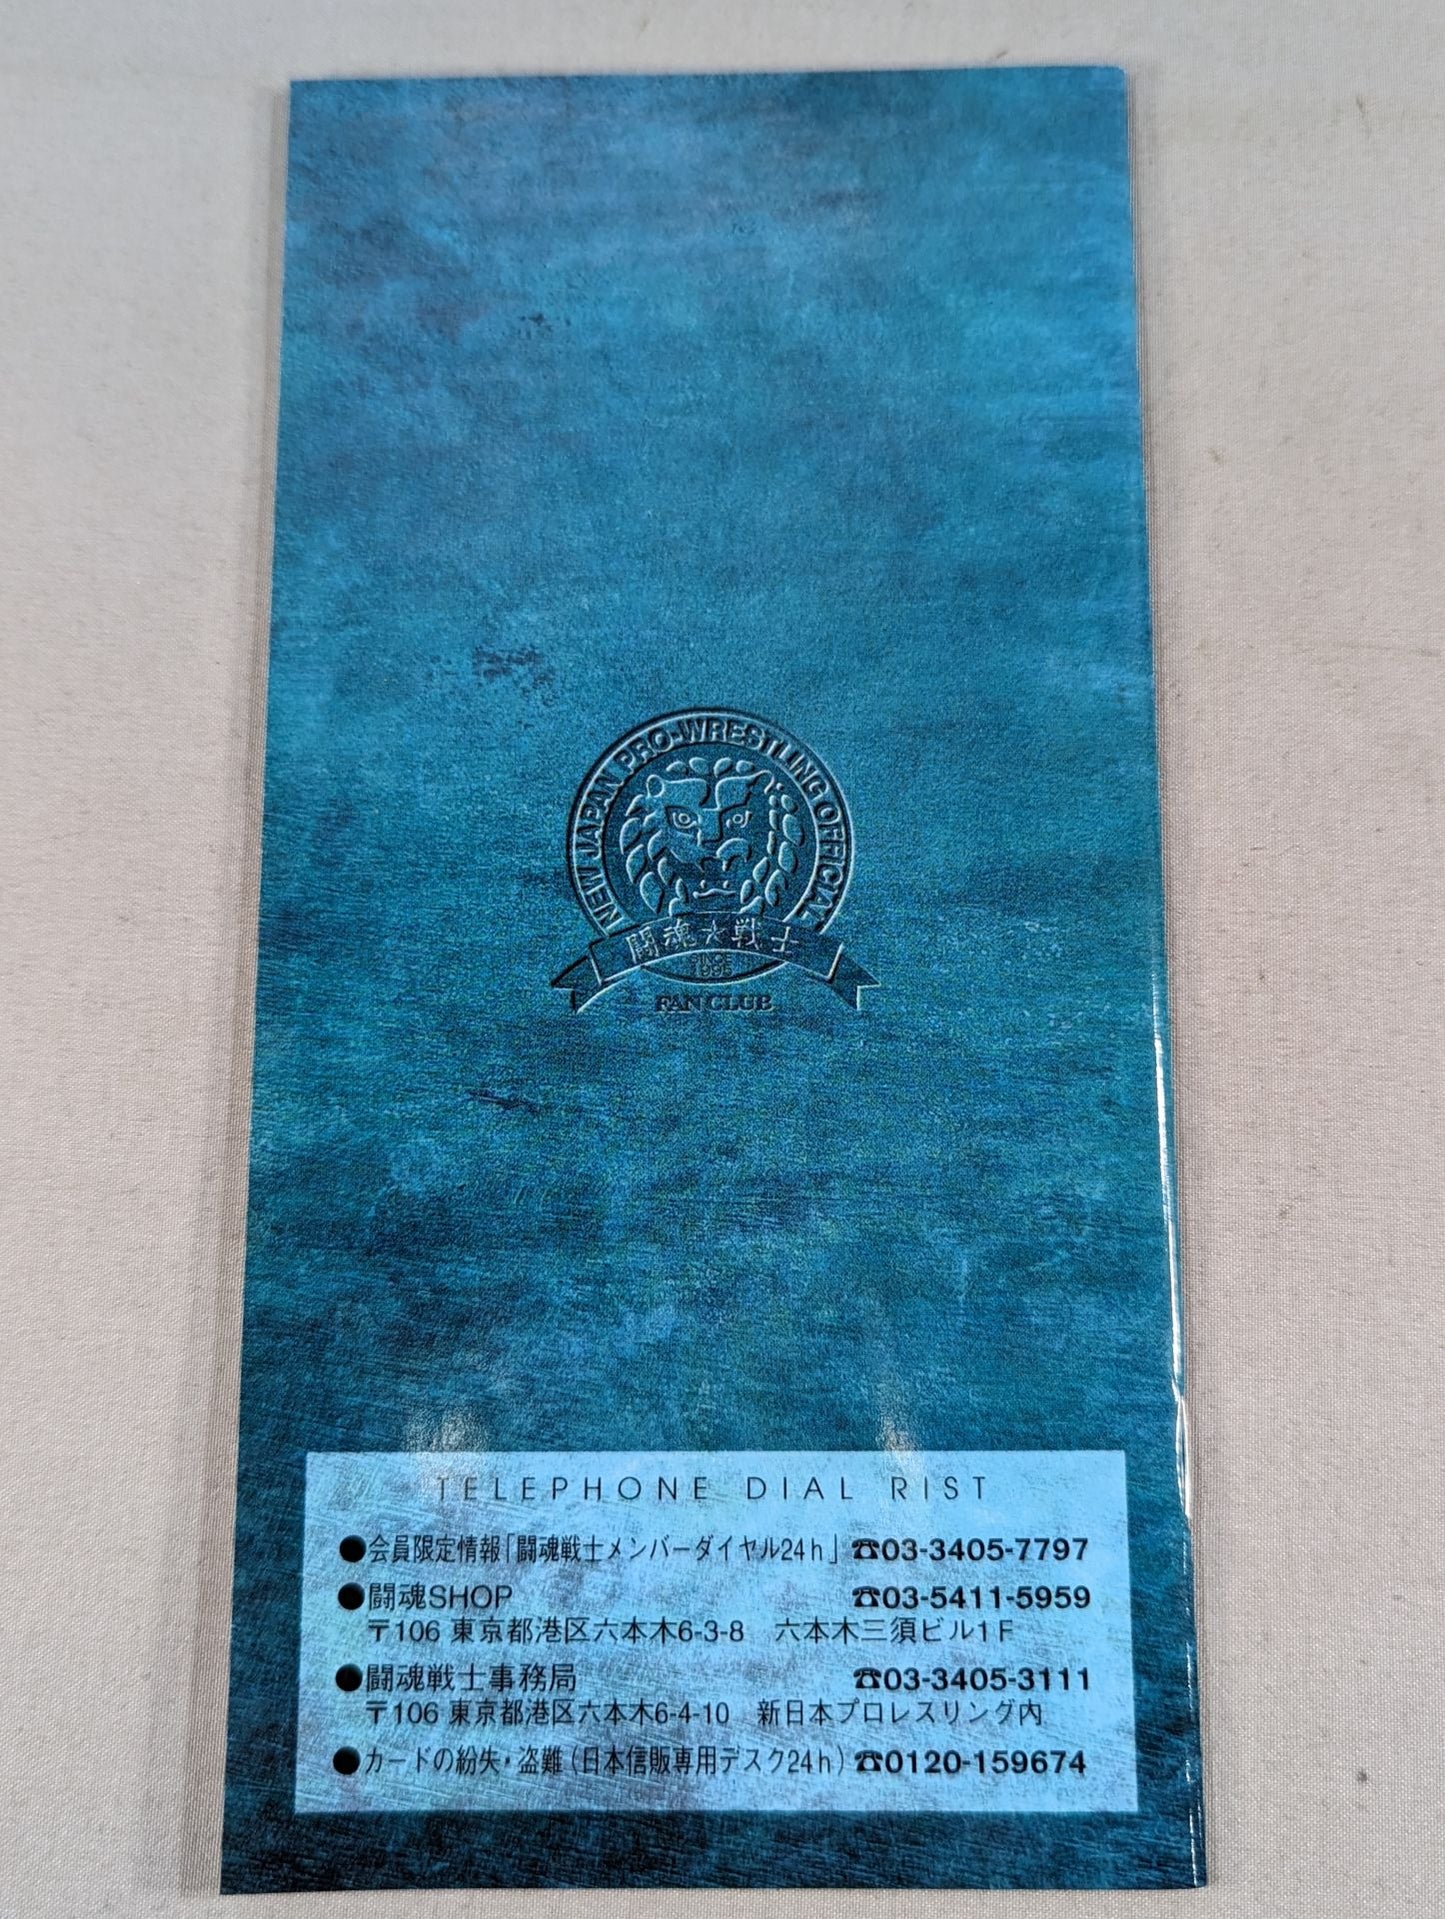 NEW JAPAN PRO-WRESTLING OFFICIAL
闘魂☆戦士
SINCE
1995
FAN CLUB
TELEPHONE DIAL RIST
●会員限定情報「闘魂戦士メンバーダイヤル24h」☎03-3405-7797
●闘魂SHOP ☎03-5411-5959
〒106 東京都港区六本木6-3-8 六本木三須ビル1F
●闘魂戦士事務局 ☎03-3405-3111
〒106 東京都港区六本木6-4-10 新日本プロレスリング内
●カードの紛失・盗難(日本信販専用デスク24h)☎0120-159674